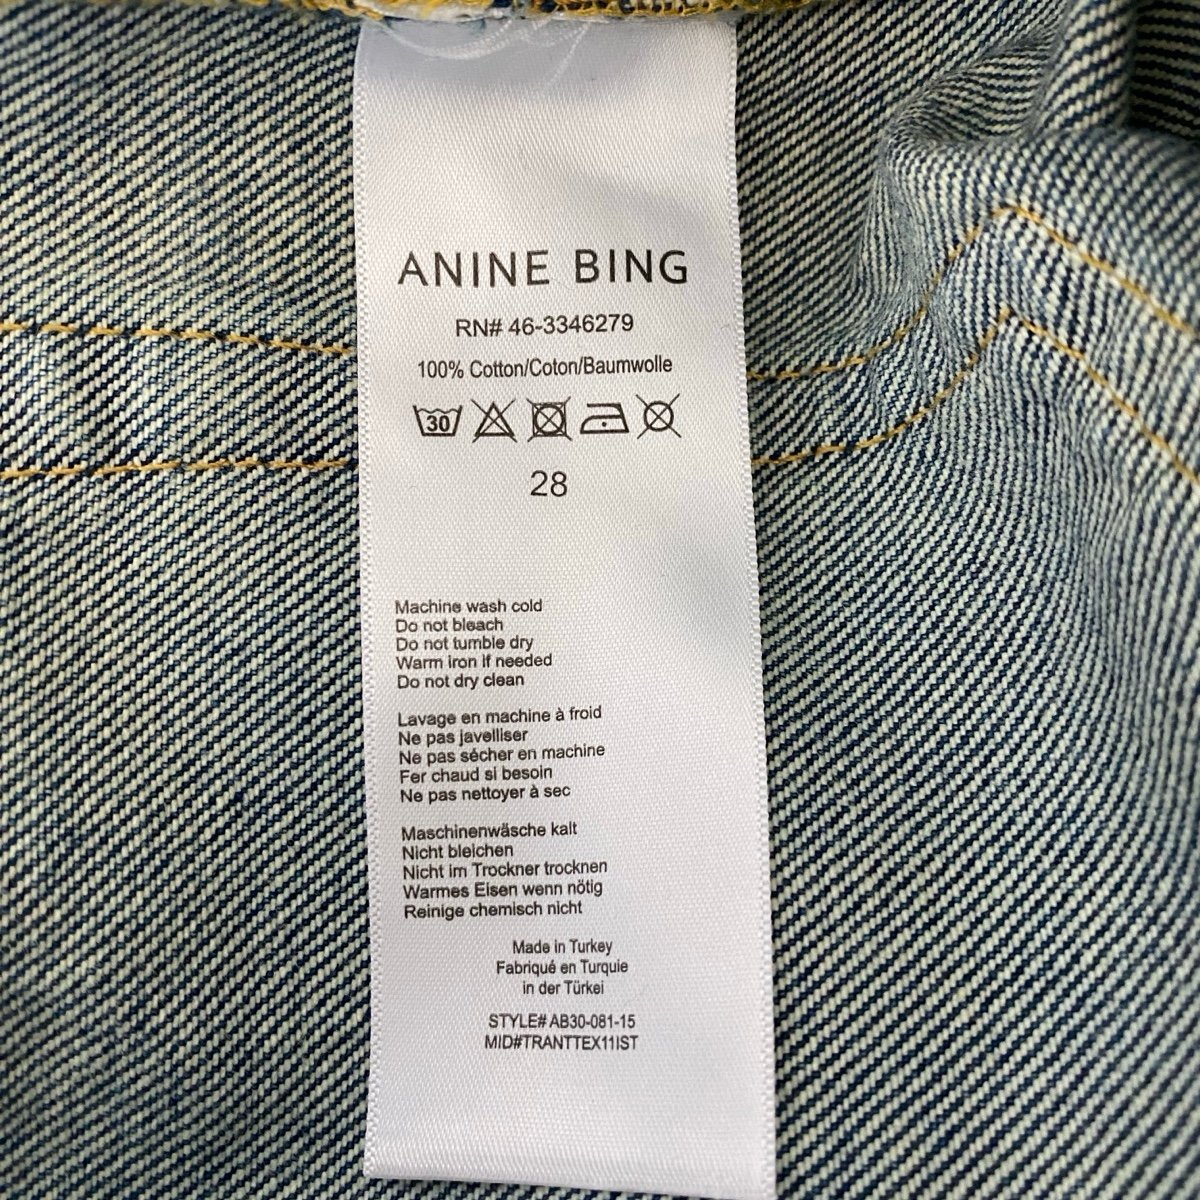 ANINE BING
RN# 46-3346279
100% Cotton/Coton/Baumwolle
30
28
Machine wash cold
Do not bleach
Do not tumble dry
Warm iron if needed
Do not dry clean
Lavage en machine à froid
Ne pas javelliser
Ne pas sécher en machine
Fer chaud si besoin
Ne pas nettoyer à sec
Maschinenwäsche kalt
Nicht bleichen
Nicht im Trockner trocknen
Warmes Eisen wenn nötig
Reinige chemisch nicht
Made in Turkey
Fabriqué en Turquie
in der Türkei
STYLE# AB30-081-15
MID#TRANTTEX11IST